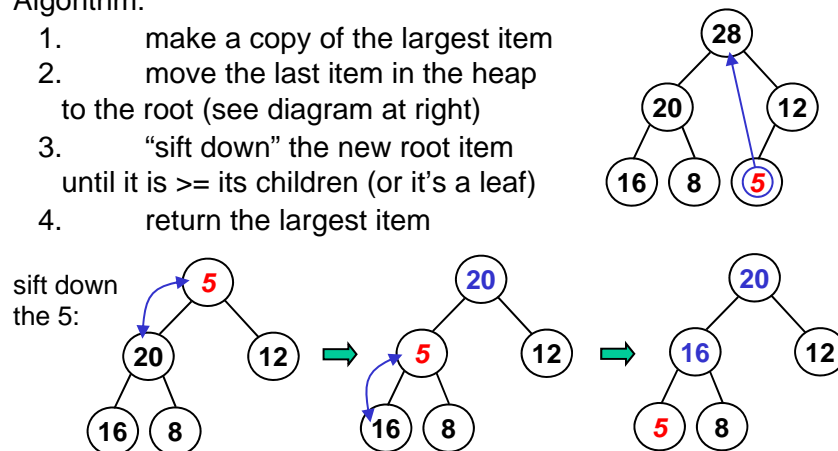 Algorithm:
1. make a copy of the largest item
2. move the last item in the heap
to the root (see diagram at right)
3. “sift down” the new root item
until it is >= its children (or it’s a leaf)
4. return the largest item
28
20 12
16 8 5
sift down
the 5:
5
20 12
16 8
20
5 12
16 8
20
16 12
5 8